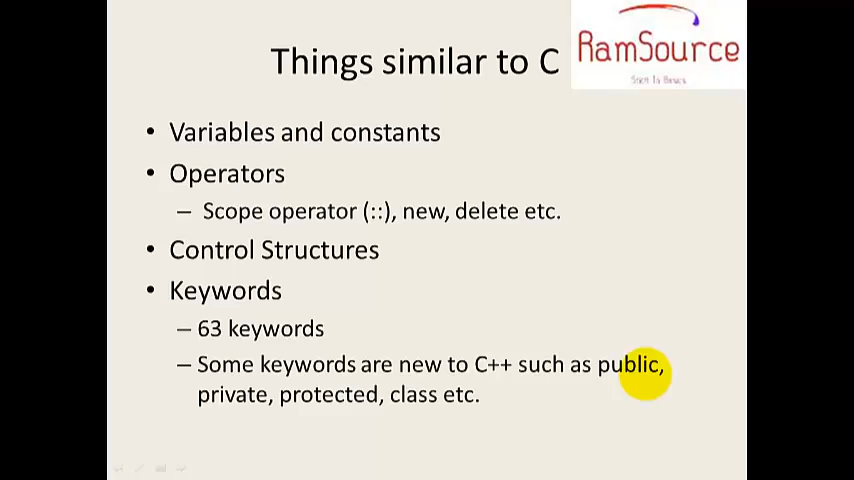 Things similar to C
RamSource
• Variables and constants
• Operators
– Scope operator (::), new, delete etc.
• Control Structures
• Keywords
– 63 keywords
– Some keywords are new to C++ such as public,
private, protected, class etc.